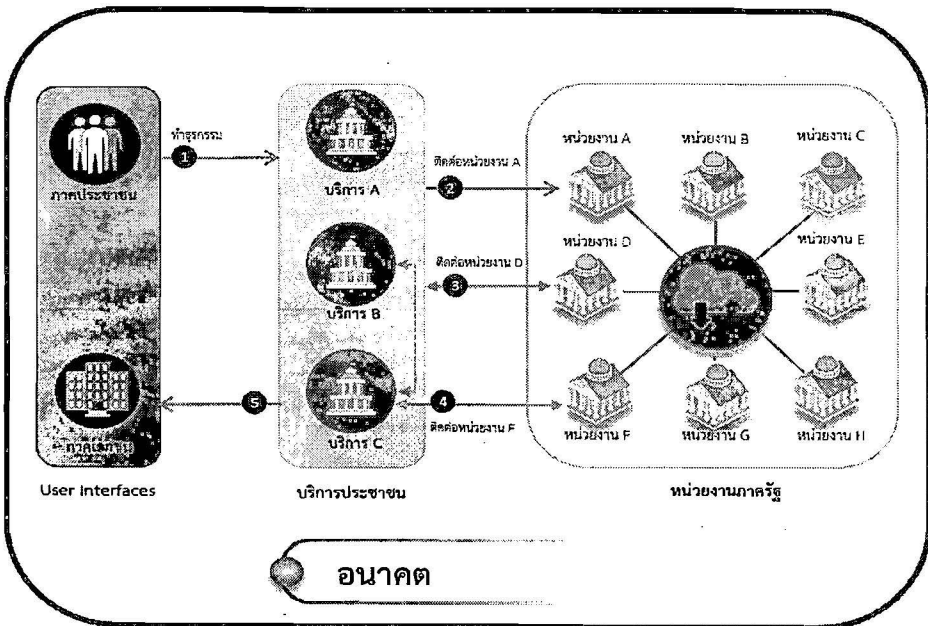 ภาคประชาชน
ภาคเอกชน
User Interfaces
ทำธุรกรรม
1
5
บริการ A
บริการ B
บริการ C
บริการประชาชน
ติดต่อหน่วยงาน A
2
ติดต่อหน่วยงาน D
3
4
ติดต่อหน่วยงาน F
หน่วยงาน A
หน่วยงาน B
หน่วยงาน C
หน่วยงาน D
หน่วยงาน E
หน่วยงาน F
หน่วยงาน G
หน่วยงาน H
หน่วยงานภาครัฐ
อนาคต